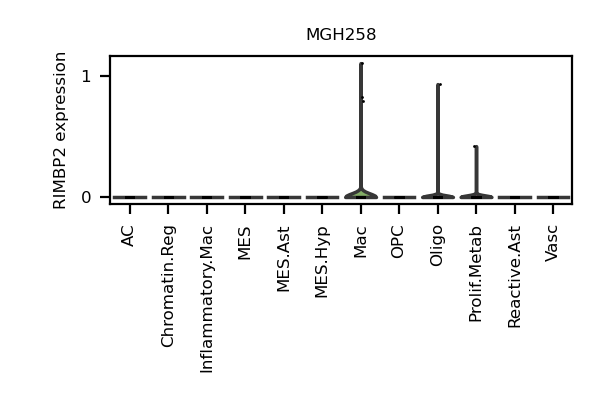 MGH258
RIMBP2 expression
1
0
AC
Chromatin.Reg
Inflammatory.Mac
MES
MES.Ast
MES.Hyp
Mac
OPC
Oligo
Prolif.Metab
Reactive.Ast
Vasc